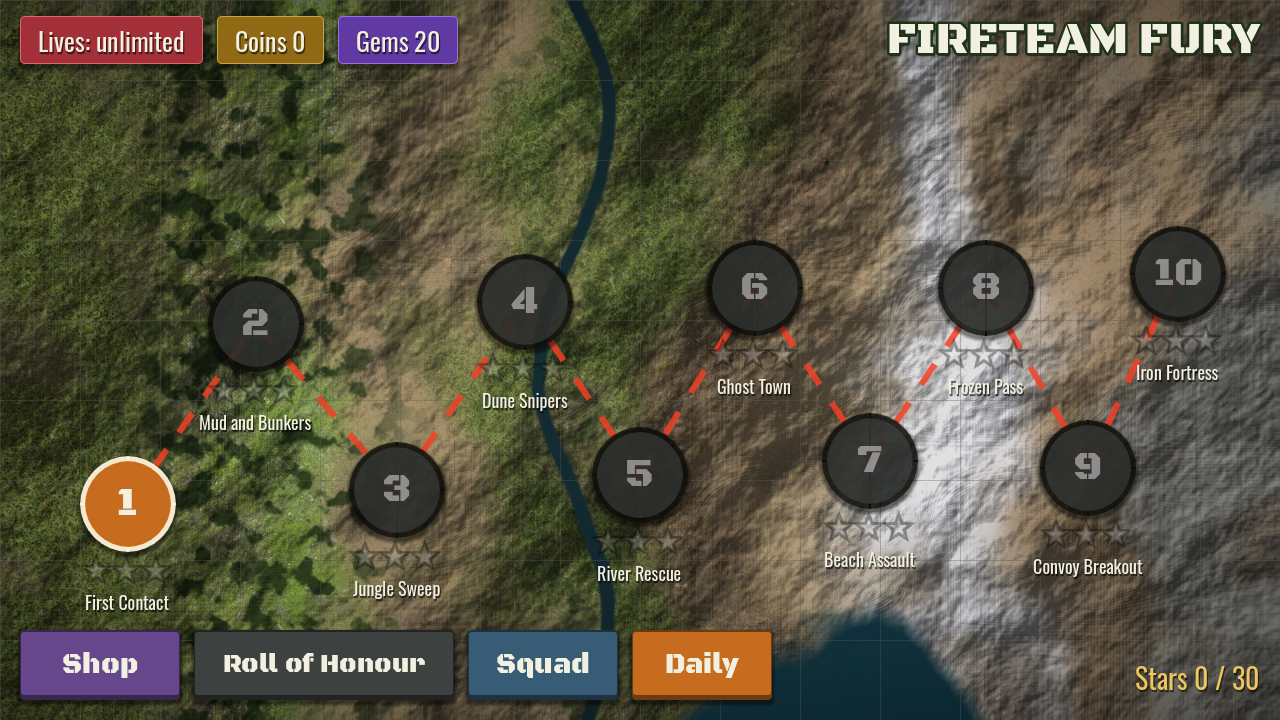 Lives: unlimited
Coins 0
Gems 20
FIRETEAM FURY
1
First Contact
2
Mud and Bunkers
3
Jungle Sweep
4
Dune Snipers
5
River Rescue
6
Ghost Town
7
Beach Assault
8
Frozen Pass
9
Convoy Breakout
10
Iron Fortress
Shop
Roll of Honour
Squad
Daily
Stars 0 / 30